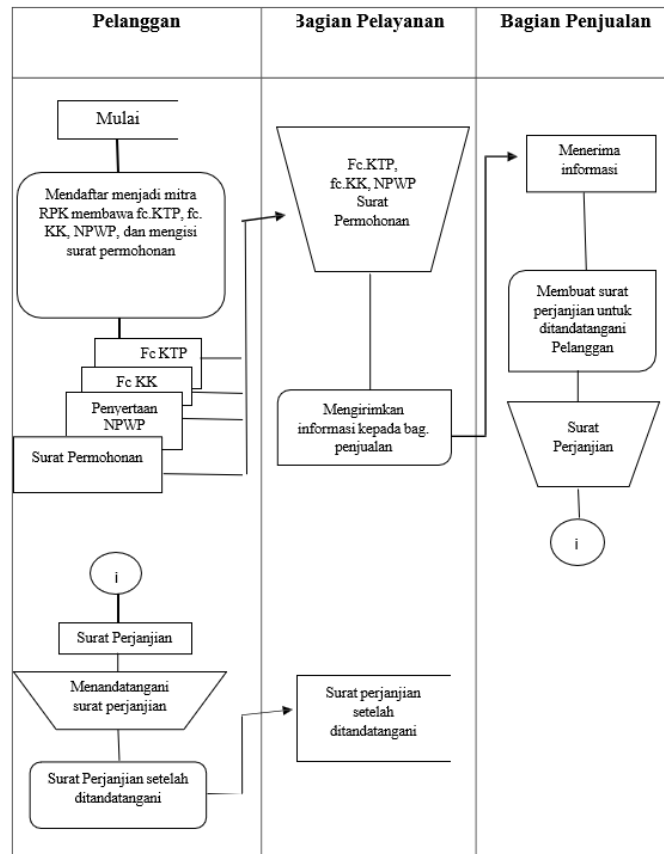 Pelanggan
3agian Pelayanan
Bagian Penjualan
Mulai
Mendaftar menjadi mitra
RPK membawa fc.KTP, fc.
KK, NPWP, dan mengisi
surat permohonan
Fc KTP
Fc KK
Penyertaan
NPWP
Surat Permohonan
Fc.KTP,
fc.KK, NPWP
Surat
Permohonan
Mengirimkan
informasi kepada bag.
penjualan
Menerima
informasi
Membuat surat
perjanjian untuk
ditandatangani
Pelanggan
Surat
Perjanjian
i
i
Surat Perjanjian
Menandatangani
surat perjanjian
Surat Perjanjian setelah
ditandatangani
Surat perjanjian
setelah
ditandatangani